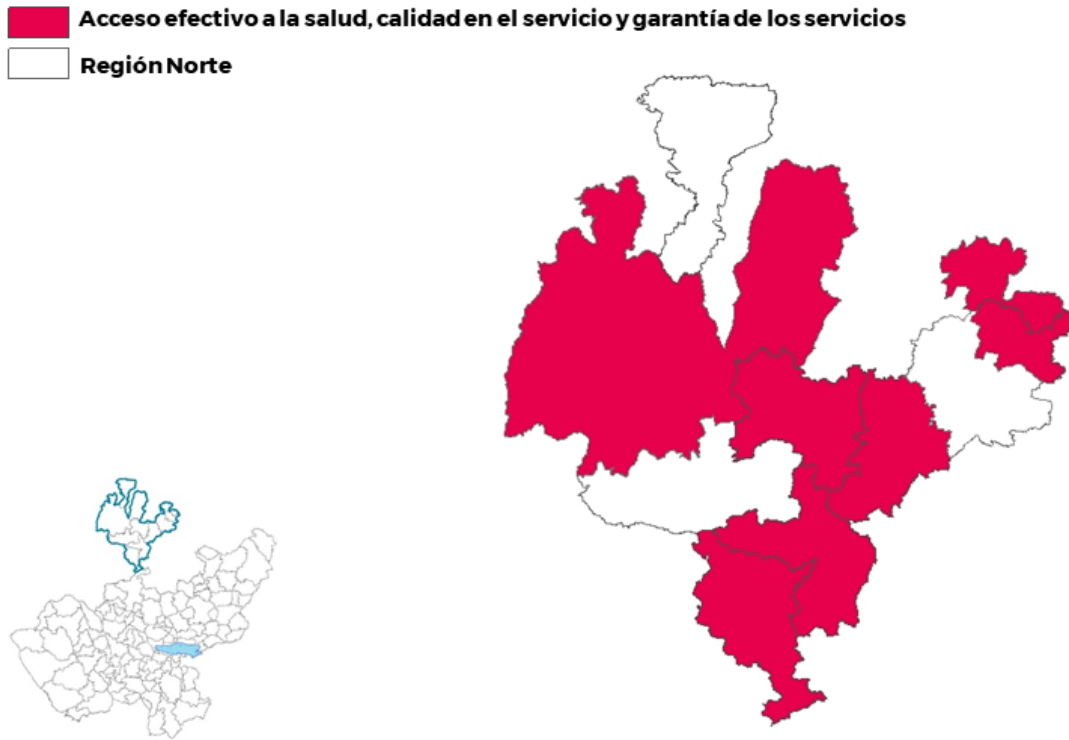 Acceso efectivo a la salud, calidad en el servicio y garantía de los servicios
Región Norte